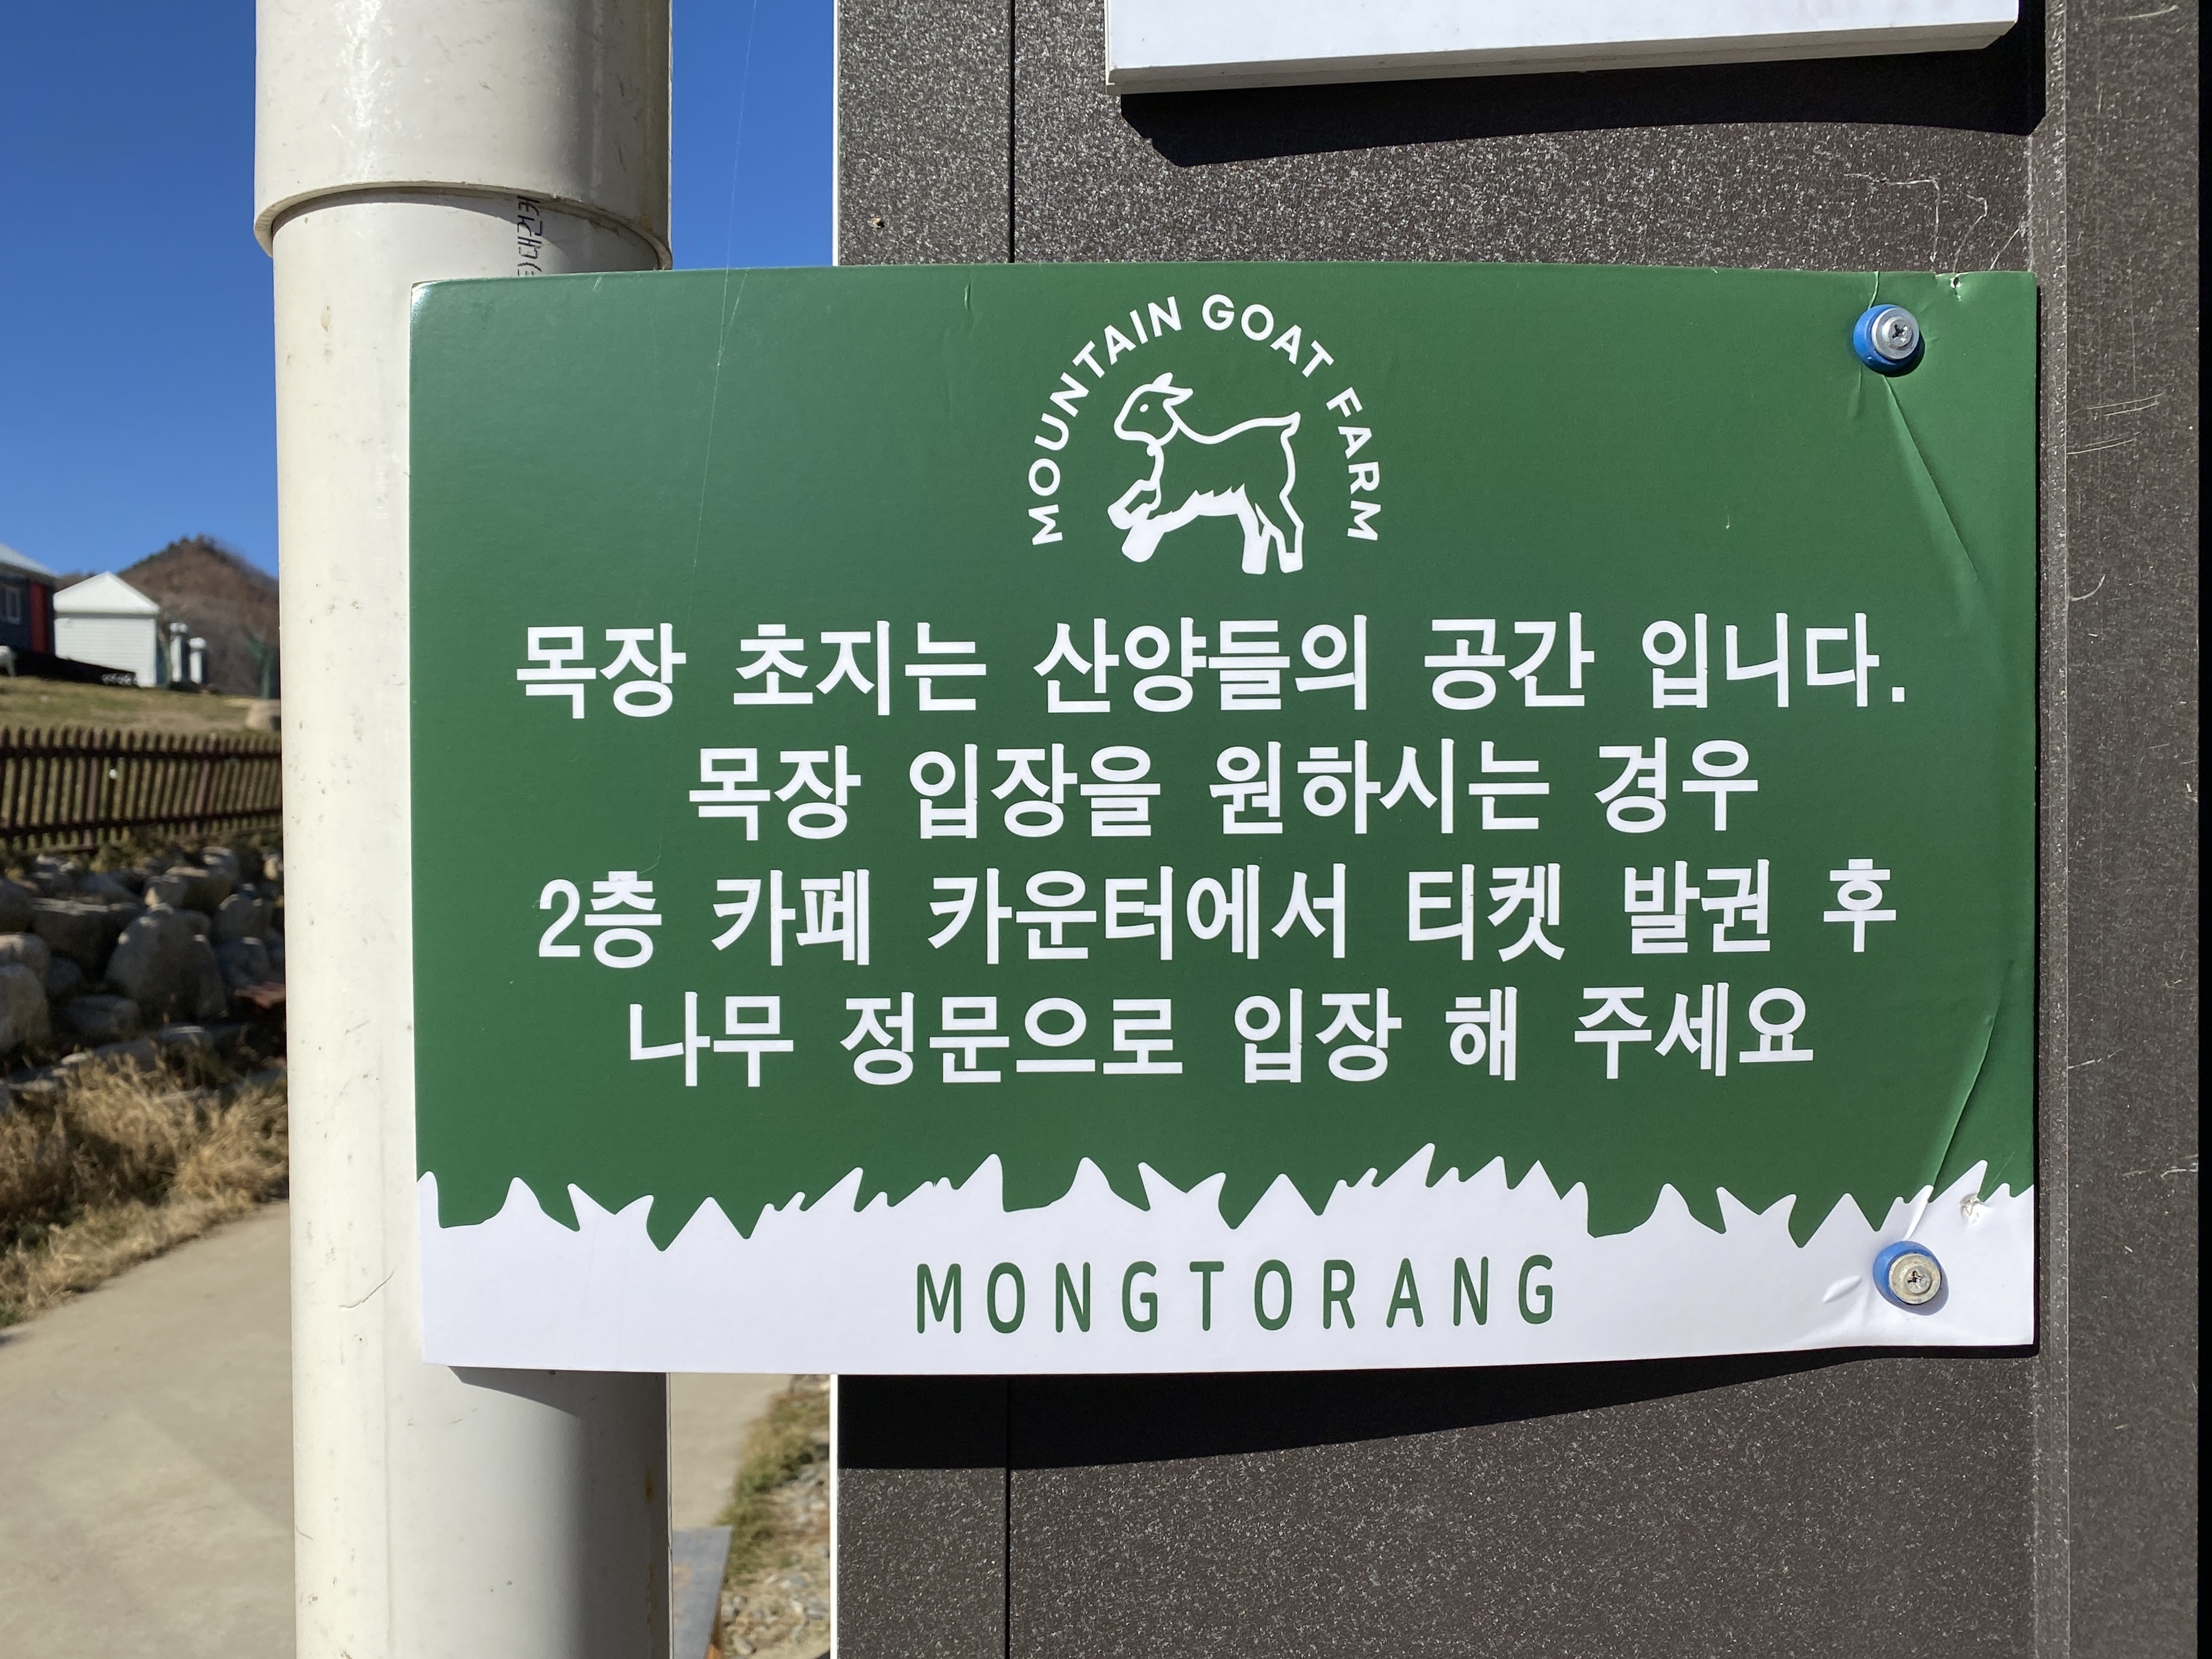 MOUNTAIN GOAT FARM
목장 초지는 산양들의 공간 입니다.
목장 입장을 원하시는 경우
2층 카페 카운터에서 티켓 발권 후
나무 정문으로 입장 해 주세요
MONGTORANG